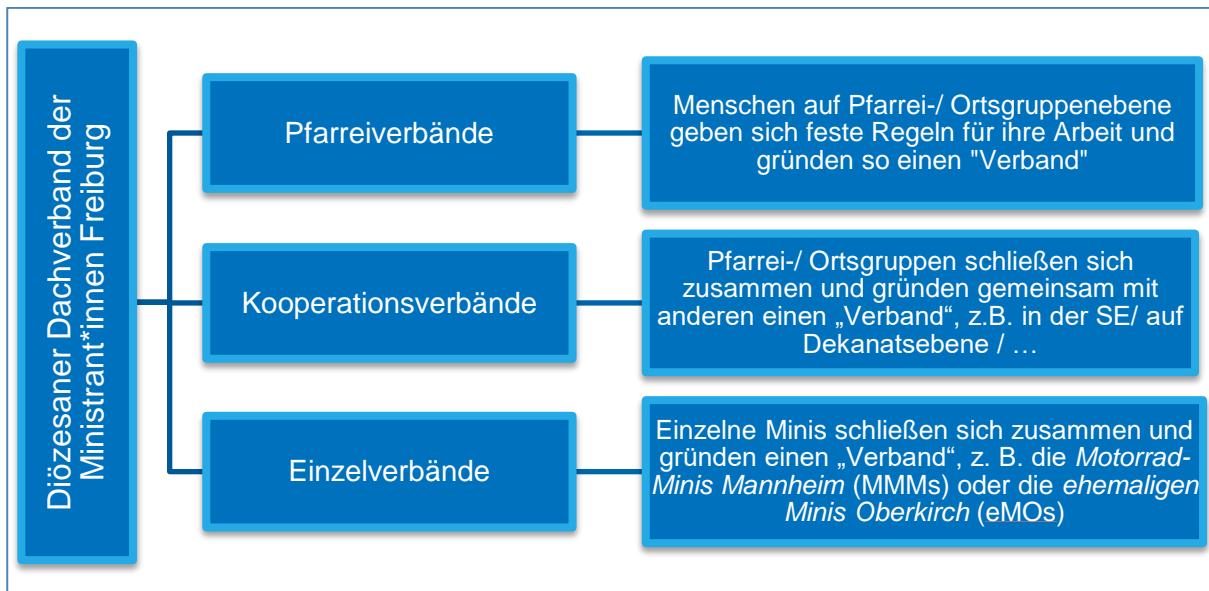 Diözesaner Dachverband der
Ministrant*innen Freiburg
Pfarreiverbände
Menschen auf Pfarrei-/ Ortsgruppenebene
geben sich feste Regeln für ihre Arbeit und
gründen so einen "Verband"
Kooperationsverbände
Pfarrei-/ Ortsgruppen schließen sich
zusammen und gründen gemeinsam mit
anderen einen „Verband“, z.B. in der SE/ auf
Dekanatsebene / …
Einzelverbände
Einzelne Minis schließen sich zusammen und
gründen einen „Verband“, z. B. die Motorrad-
Minis Mannheim (MMMs) oder die ehemaligen
Minis Oberkirch (eMOs)